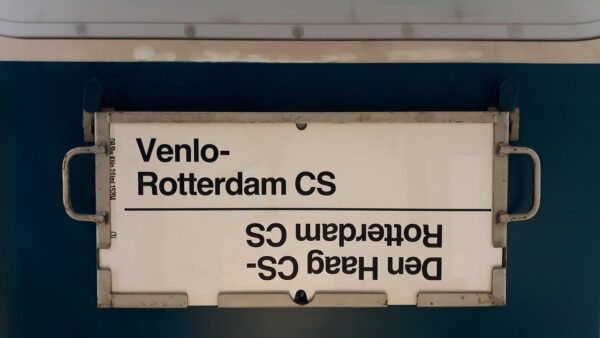 Venlo-
Rotterdam CS
Den Haag CS-
Rotterdam CS